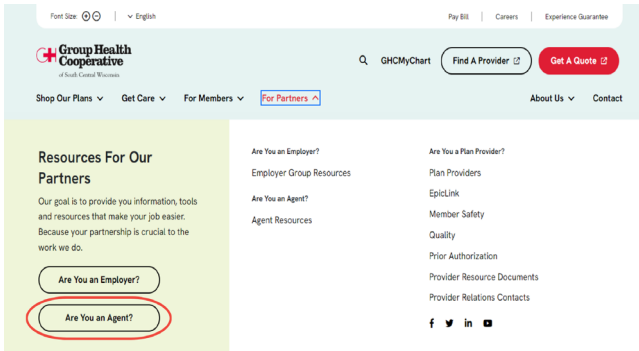 Font Size:
English
Pay Bill
Careers
Experience Guarantee
Group Health
Cooperative
of South Central Wisconsin
GHCMyChart
Find A Provider
Get A Quote
Shop Our Plans
Get Care
For Members
For Partners
About Us
Contact
Resources For Our
Partners
Our goal is to provide you information, tools
and resources that make your job easier.
Because your partnership is crucial to the
work we do.
Are You an Employer?
Are You an Agent?
Are You an Employer?
Employer Group Resources
Are You an Agent?
Agent Resources
Are You a Plan Provider?
Plan Providers
EpicLink
Member Safety
Quality
Prior Authorization
Provider Resource Documents
Provider Relations Contacts